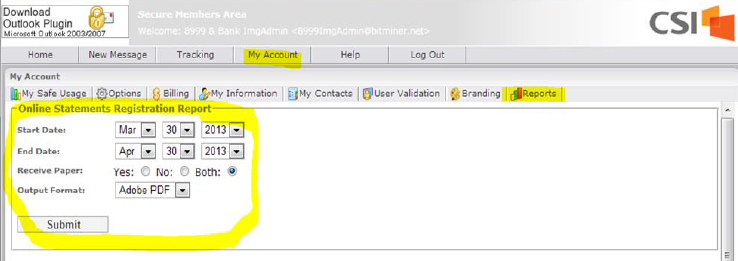 Download
Outlook Plugin
Microsoft Outlook 2003/2007
Secure Members Area
Welcome: 8999 & Bank ImgAdmin <8999ImgAdmin@bitminer.net>
CSI
Home New Message Tracking My Account Help Log Out
My Account
My Safe Usage Options Billing My Information My Contacts User Validation Branding Reports
Online Statements Registration Report
Start Date: Mar 30 2013
End Date: Apr 30 2013
Receive Paper: Yes: No: Both:
Output Format: Adobe PDF
Submit